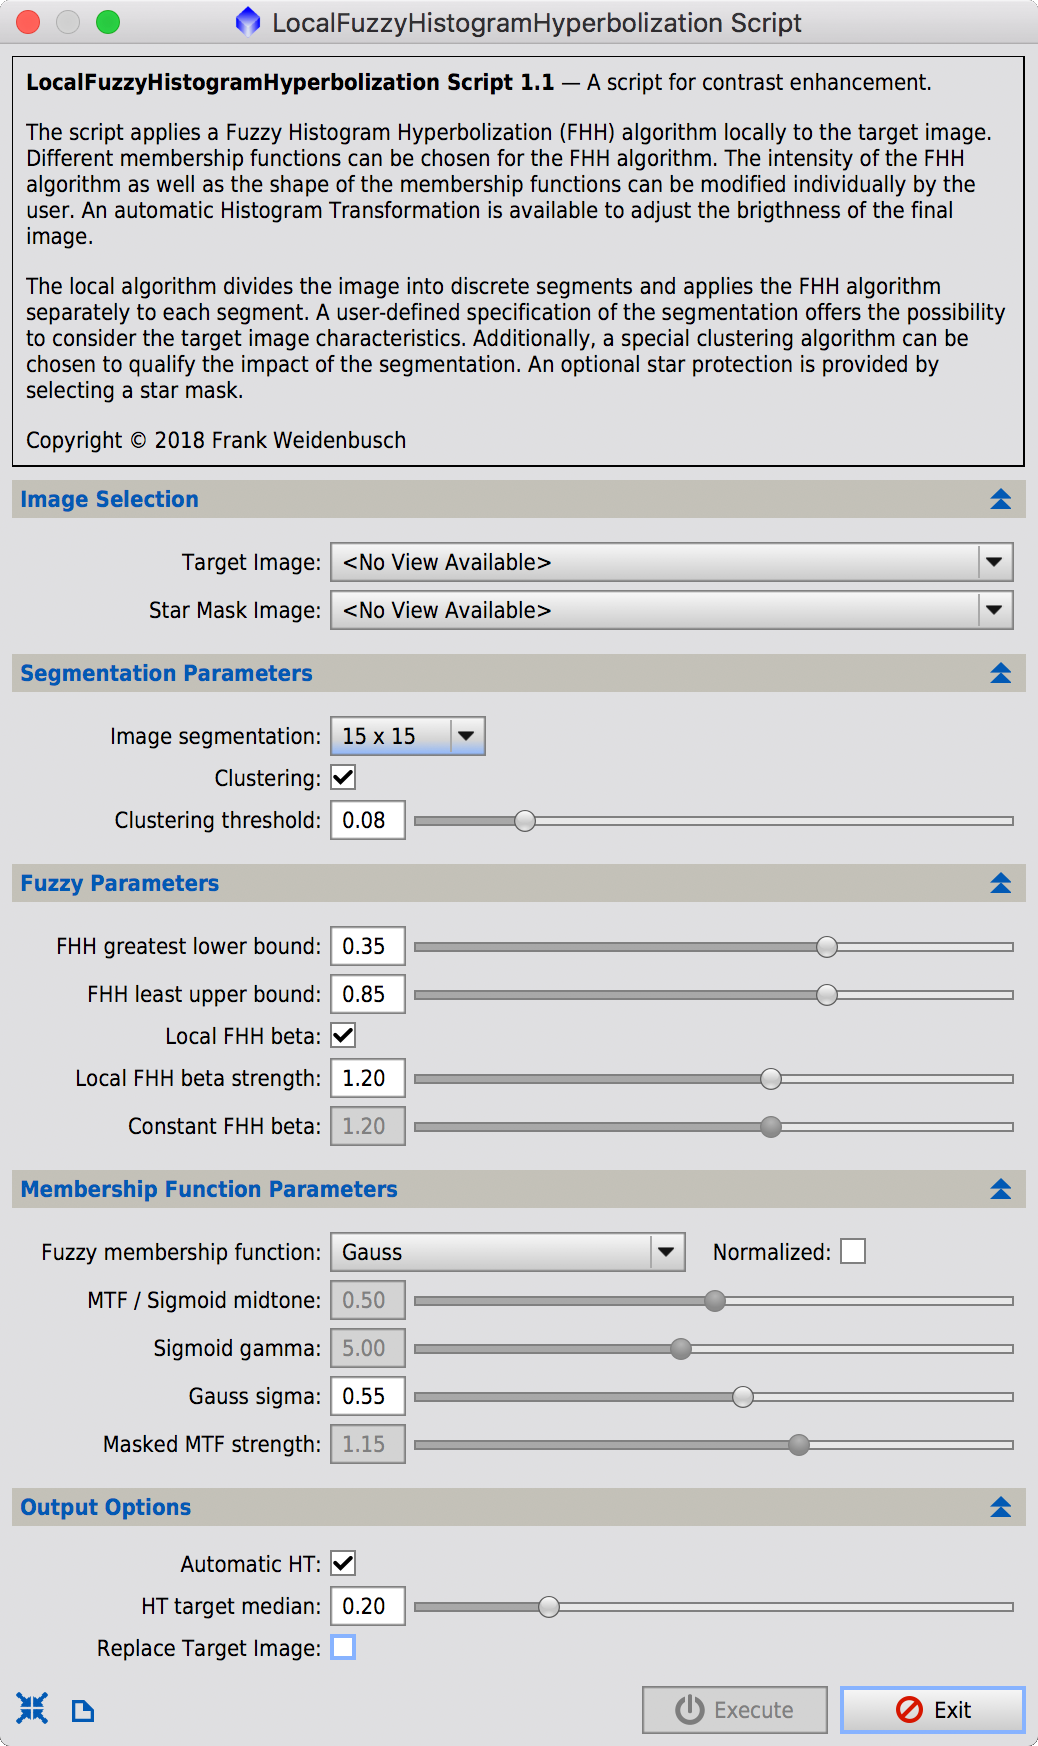 LocalFuzzyHistogramHyperbolization Script
LocalFuzzyHistogramHyperbolization Script 1.1 — A script for contrast enhancement.
The script applies a Fuzzy Histogram Hyperbolization (FHH) algorithm locally to the target image.
Different membership functions can be chosen for the FHH algorithm. The intensity of the FHH
algorithm as well as the shape of the membership functions can be modified individually by the
user. An automatic Histogram Transformation is available to adjust the brigthness of the final
image.
The local algorithm divides the image into discrete segments and applies the FHH algorithm
separately to each segment. A user-defined specification of the segmentation offers the possibility
to consider the target image characteristics. Additionally, a special clustering algorithm can be
chosen to qualify the impact of the segmentation. An optional star protection is provided by
selecting a star mask.
Copyright © 2018 Frank Weidenbusch
Image Selection
Target Image: <No View Available>
Star Mask Image: <No View Available>
Segmentation Parameters
Image segmentation: 15 x 15
Clustering:
Clustering threshold: 0.08
Fuzzy Parameters
FHH greatest lower bound: 0.35
FHH least upper bound: 0.85
Local FHH beta:
Local FHH beta strength: 1.20
Constant FHH beta: 1.20
Membership Function Parameters
Fuzzy membership function: Gauss Normalized:
MTF / Sigmoid midtone: 0.50
Sigmoid gamma: 5.00
Gauss sigma: 0.55
Masked MTF strength: 1.15
Output Options
Automatic HT:
HT target median: 0.20
Replace Target Image:
Execute Exit